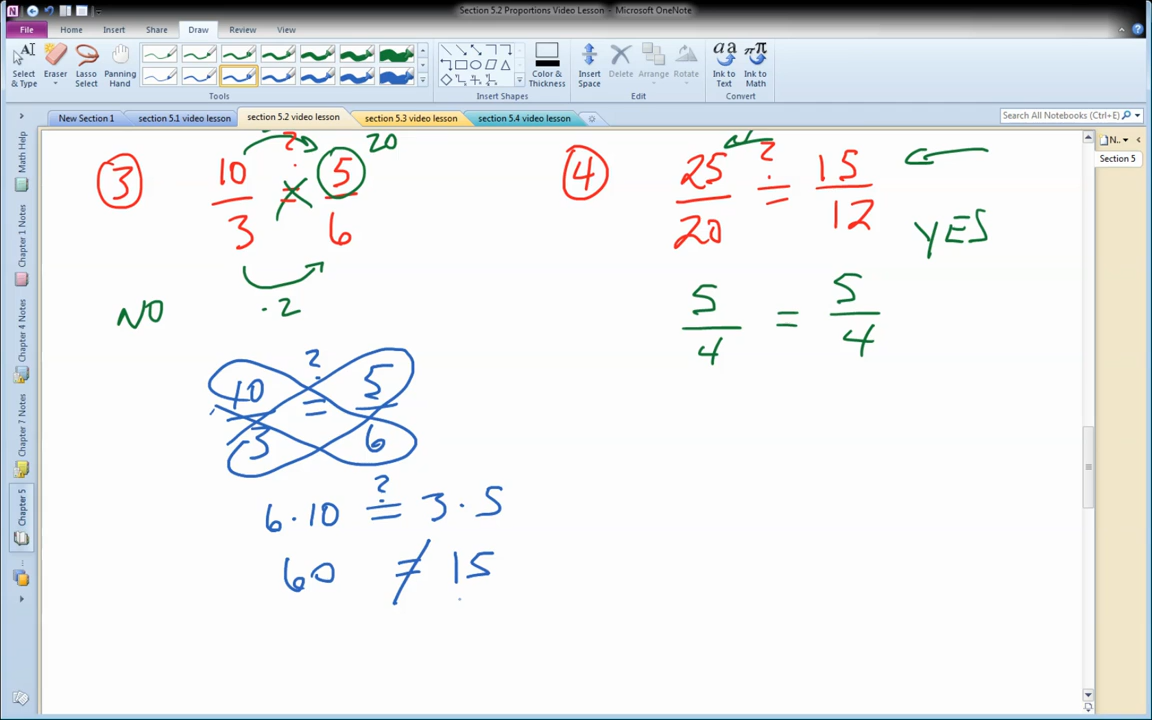 Section 5.2 Proportions Video Lesson - Microsoft OneNote
File Home Insert Draw Review View
Select & Type Eraser Lasso Select Panning Hand Color & Thickness Insert Space Delete Arrange Rotate Ink to Text Ink to Math
Tools Insert Shapes Edit Convert
New Section 1 section 5.1 video lesson section 5.2 video lesson section 5.3 video lesson section 5.4 video lesson
Search All Notebooks (Ctrl+E)
Math Help
Chapter 1 Notes
Chapter 4 Notes
Chapter 7 Notes
Chapter 5
N..
Section 5
20
3 10/3 ≟ 5/6
· 2
NO
10/3 ≟ 5/6
6 · 10 ≟ 3 · 5
60 ≠ 15
4 25/20 ≟ 15/12
YES
5/4 = 5/4